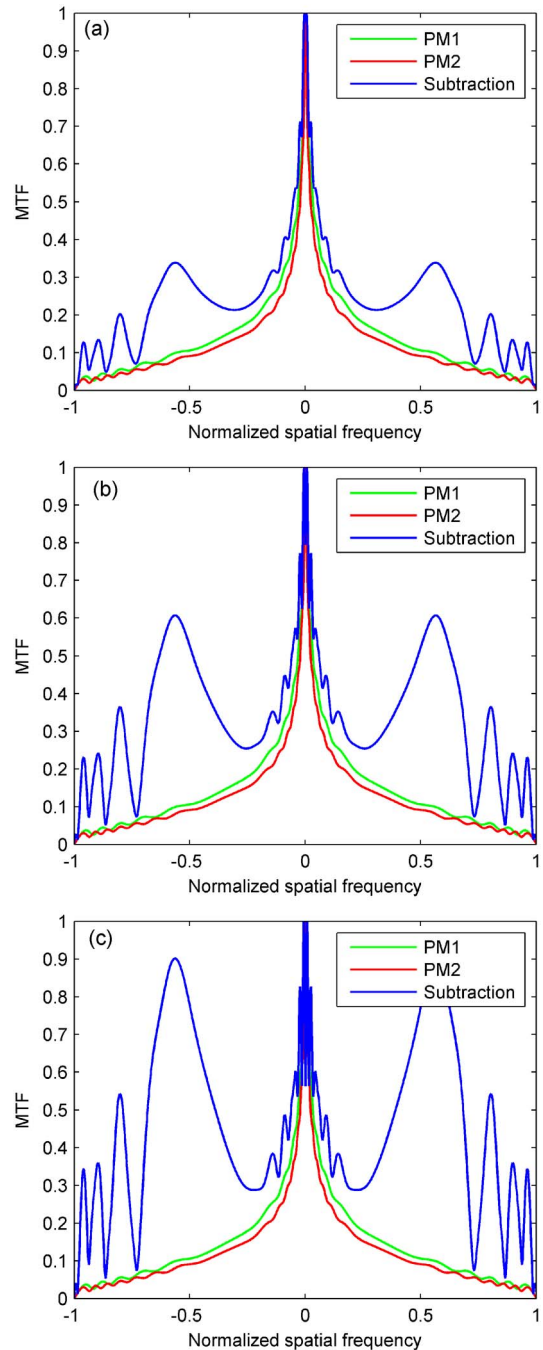 (a)
PM1
PM2
Subtraction
1
0.9
0.8
0.7
0.6
0.5
0.4
0.3
0.2
0.1
0
MTF
-1 -0.5 0 0.5 1
Normalized spatial frequency
(b)
PM1
PM2
Subtraction
1
0.9
0.8
0.7
0.6
0.5
0.4
0.3
0.2
0.1
0
MTF
-1 -0.5 0 0.5 1
Normalized spatial frequency
(c)
PM1
PM2
Subtraction
1
0.9
0.8
0.7
0.6
0.5
0.4
0.3
0.2
0.1
0
MTF
-1 -0.5 0 0.5 1
Normalized spatial frequency